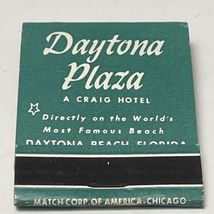 Daytona
Plaza
A CRAIG HOTEL
Directly on the World's
Most Famous Beach
DAYTONA BEACH, FLORIDA
MATCH CORP. OF AMERICA-CHICAGO